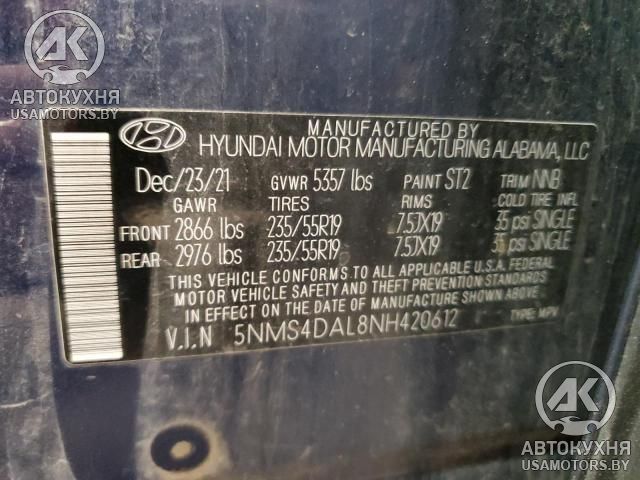 AK
АВТОКУХНЯ
USAMOTORS.BY
MANUFACTURED BY
HYUNDAI MOTOR MANUFACTURING ALABAMA, LLC
Dec/23/21 GVWR 5357 lbs PAINT ST2 TRIM NNB
GAWR TIRES RIMS COLD TIRE INFL
FRONT 2866 lbs 235/55R19 7.5JX19 35 psi SINGLE
REAR 2976 lbs 235/55R19 7.5JX19 35 psi SINGLE
THIS VEHICLE CONFORMS TO ALL APPLICABLE U.S.A. FEDERAL
MOTOR VEHICLE SAFETY AND THEFT PREVENTION STANDARDS
IN EFFECT ON THE DATE OF MANUFACTURE SHOWN ABOVE.
V.I.N 5NMS4DAL8NH420612 TYPE: MPV
AK
АВТОКУХНЯ
USAMOTORS.BY